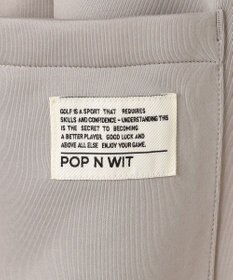 GOLF IS A SPORT THAT REQUIRES
SKILLS AND CONFIDENCE - UNDERSTANDING THIS
IS THE SECRET TO BECOMING
A BETTER PLAYER. GOOD LUCK AND
ABOVE ALL ELSE ENJOY YOUR GAME.
POP N WIT